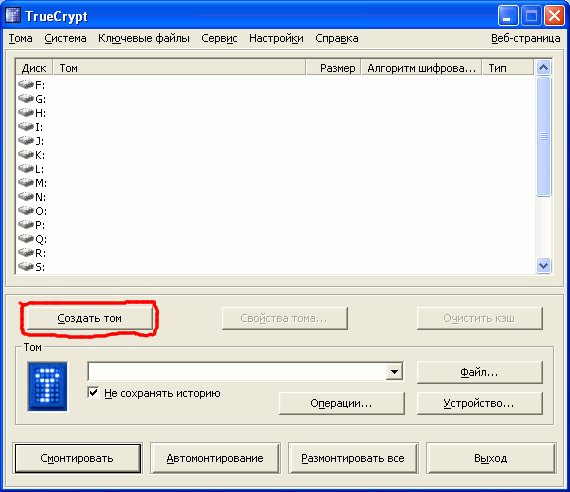 TrueCrypt
Тома Система Ключевые файлы Сервис Настройки Справка Веб-страница
Диск Том Размер Алгоритм шифрова... Тип
F:
G:
H:
I:
J:
K:
L:
M:
N:
O:
P:
Q:
R:
S:
Создать том Свойства тома... Очистить кэш
Том
Файл...
Не сохранять историю
Операции... Устройство...
Смонтировать Автомонтирование Размонтировать все Выход